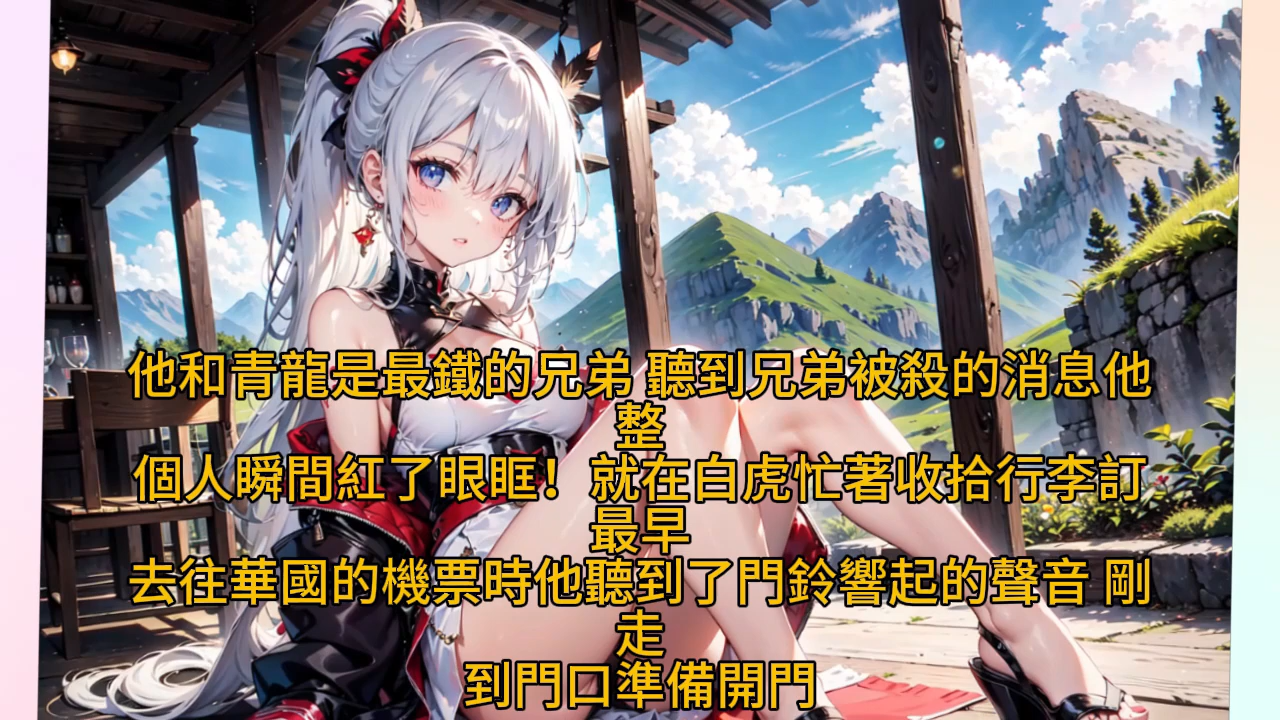 他和青龍是最鐵的兄弟 聽到兄弟被殺的消息他
整
個人瞬間紅了眼眶！就在白虎忙著收拾行李訂
最早
去往華國的機票時他聽到了門鈴響起的聲音 剛
走
到門口準備開門